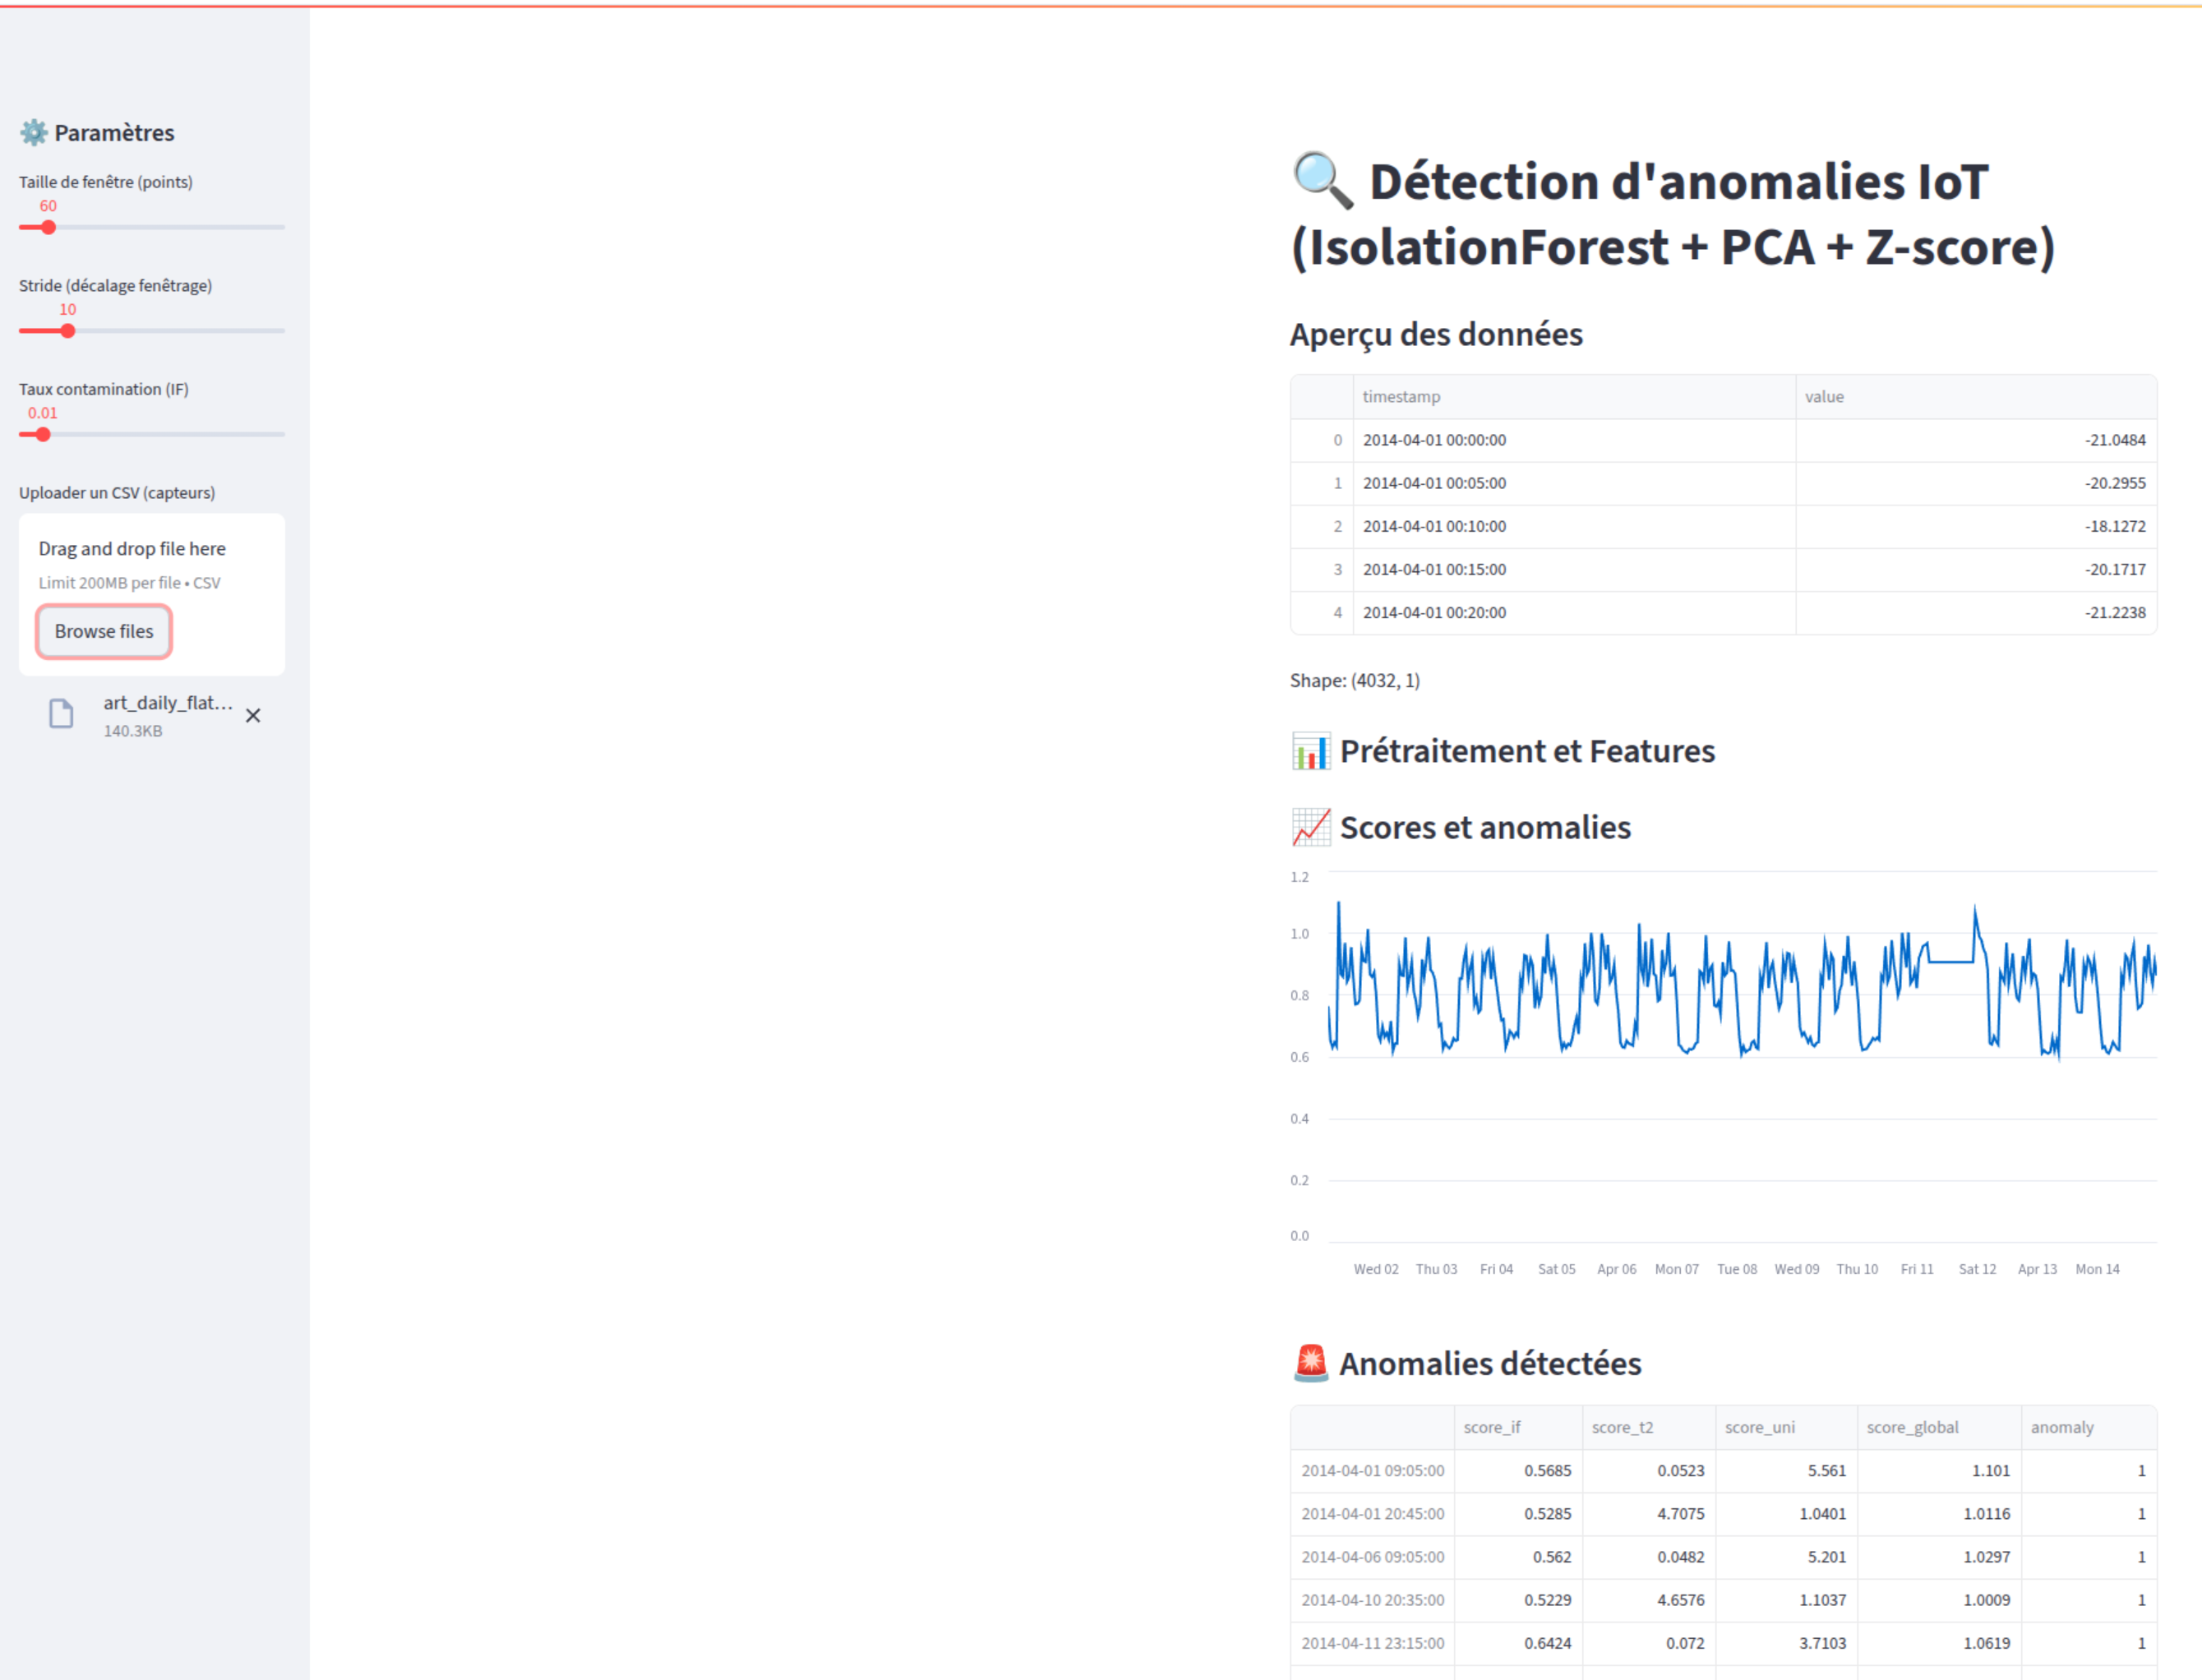 Paramètres
Taille de fenêtre (points)
60
Stride (décalage fenêtrage)
10
Taux contamination (IF)
0.01
Uploader un CSV (capteurs)
Drag and drop file here
Limit 200MB per file • CSV
Browse files
art_daily_flat...
140.3KB
Détection d'anomalies IoT
(IsolationForest + PCA + Z-score)
Aperçu des données
timestamp value
0 2014-04-01 00:00:00 -21.0484
1 2014-04-01 00:05:00 -20.2955
2 2014-04-01 00:10:00 -18.1272
3 2014-04-01 00:15:00 -20.1717
4 2014-04-01 00:20:00 -21.2238
Shape: (4032, 1)
Prétraitement et Features
Scores et anomalies
1.2
1.0
0.8
0.6
0.4
0.2
0.0
Wed 02 Thu 03 Fri 04 Sat 05 Apr 06 Mon 07 Tue 08 Wed 09 Thu 10 Fri 11 Sat 12 Apr 13 Mon 14
Anomalies détectées
score_if score_t2 score_uni score_global anomaly
2014-04-01 09:05:00 0.5685 0.0523 5.561 1.101 1
2014-04-01 20:45:00 0.5285 4.7075 1.0401 1.0116 1
2014-04-06 09:05:00 0.562 0.0482 5.201 1.0297 1
2014-04-10 20:35:00 0.5229 4.6576 1.1037 1.0009 1
2014-04-11 23:15:00 0.6424 0.072 3.7103 1.0619 1